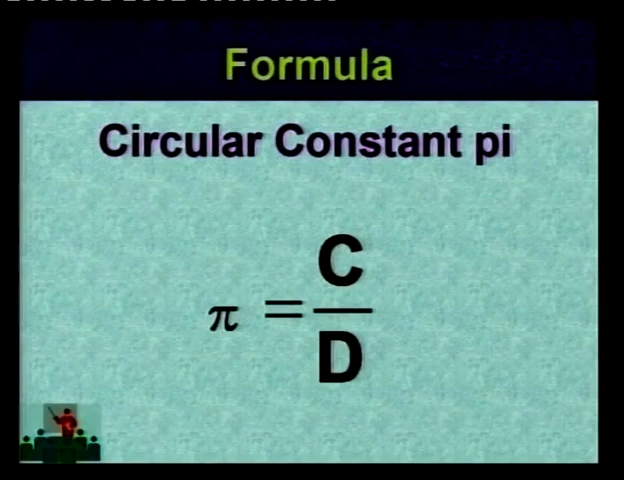 Formula
Circular Constant pi
π = C
D